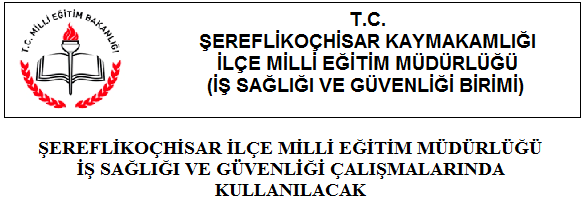 T.C. MİLLİ EĞİTİM BAKANLIĞI
T.C.
ŞEREFLİKOÇHİSAR KAYMAKAMLIĞI
İLÇE MİLLİ EĞİTİM MÜDÜRLÜĞÜ
(İŞ SAĞLIĞI VE GÜVENLİĞİ BİRİMİ)
ŞEREFLİKOÇHİSAR İLÇE MİLLİ EĞİTİM MÜDÜRLÜĞÜ
İŞ SAĞLIĞI VE GÜVENLİĞİ ÇALIŞMALARINDA
KULLANILACAK